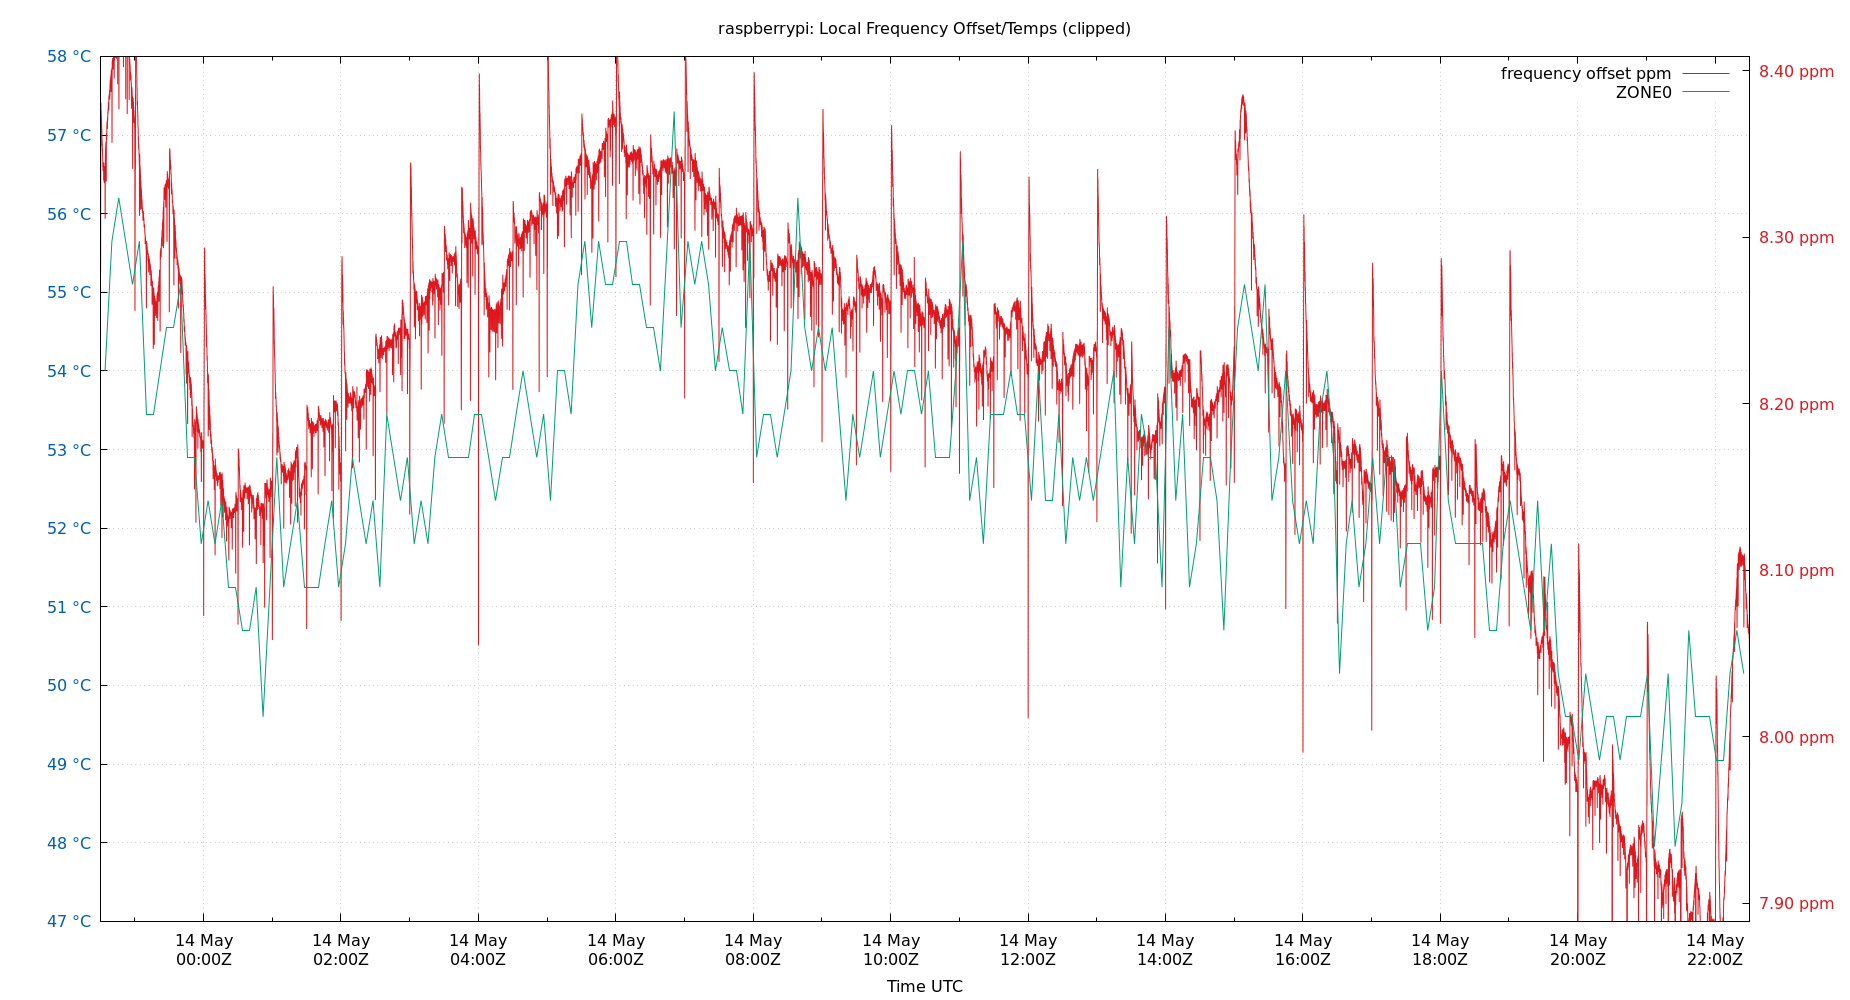 raspberrypi: Local Frequency Offset/Temps (clipped)
frequency offset ppm
ZONE0
58 °C
57 °C
56 °C
55 °C
54 °C
53 °C
52 °C
51 °C
50 °C
49 °C
48 °C
47 °C
8.40 ppm
8.30 ppm
8.20 ppm
8.10 ppm
8.00 ppm
7.90 ppm
14 May 14 May 14 May 14 May 14 May 14 May 14 May 14 May 14 May 14 May 14 May 14 May
00:00Z 02:00Z 04:00Z 06:00Z 08:00Z 10:00Z 12:00Z 14:00Z 16:00Z 18:00Z 20:00Z 22:00Z
Time UTC